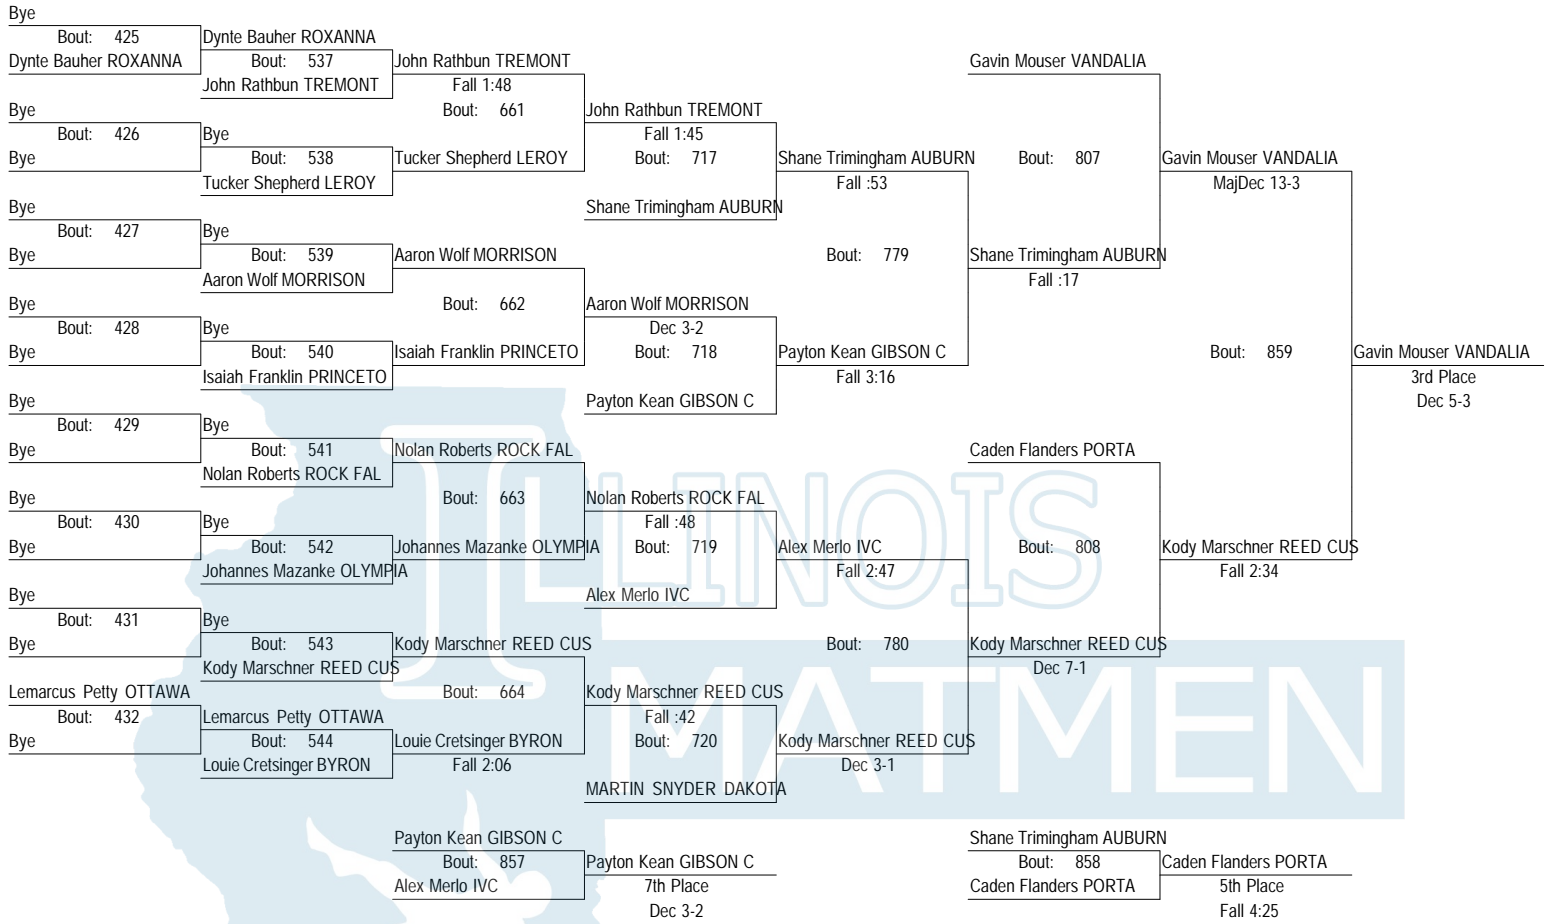 Bye
Bout: 425
Dynte Bauher ROXANNA
Bye
Bout: 426
Bye
Bye
Bout: 427
Bye
Bye
Bout: 428
Bye
Bye
Bout: 429
Bye
Bye
Bout: 430
Bye
Bye
Bout: 431
Bye
Lemarcus Petty OTTAWA
Bout: 432
Bye
Dynte Bauher ROXANNA
Bout: 537
John Rathbun TREMONT
Bye
Bout: 538
Tucker Shepherd LEROY
Bye
Bout: 539
Aaron Wolf MORRISON
Bye
Bout: 540
Isaiah Franklin PRINCETO
Bye
Bout: 541
Nolan Roberts ROCK FAL
Bye
Bout: 542
Johannes Mazanke OLYMPIA
Bye
Bout: 543
Kody Marschner REED CUS
Lemarcus Petty OTTAWA
Bout: 544
Louie Cretsinger BYRON
John Rathbun TREMONT
Fall 1:48
Bout: 661
Tucker Shepherd LEROY
Aaron Wolf MORRISON
Bout: 662
Isaiah Franklin PRINCETO
Nolan Roberts ROCK FAL
Bout: 663
Johannes Mazanke OLYMPIA
Kody Marschner REED CUS
Bout: 664
Louie Cretsinger BYRON
Fall 2:06
John Rathbun TREMONT
Fall 1:45
Bout: 717
Shane Trimingham AUBURN
Aaron Wolf MORRISON
Dec 3-2
Bout: 718
Payton Kean GIBSON C
Nolan Roberts ROCK FAL
Fall :48
Bout: 719
Alex Merlo IVC
Kody Marschner REED CUS
Fall :42
Bout: 720
MARTIN SNYDER DAKOTA
Shane Trimingham AUBURN
Fall :53
Bout: 779
Payton Kean GIBSON C
Fall 3:16
Alex Merlo IVC
Fall 2:47
Bout: 780
Kody Marschner REED CUS
Dec 3-1
Gavin Mouser VANDALIA
Bout: 807
Shane Trimingham AUBURN
Fall :17
Caden Flanders PORTA
Bout: 808
Kody Marschner REED CUS
Dec 7-1
Gavin Mouser VANDALIA
MajDec 13-3
Bout: 859
Kody Marschner REED CUS
Fall 2:34
Gavin Mouser VANDALIA
3rd Place
Dec 5-3
Payton Kean GIBSON C
Bout: 857
Alex Merlo IVC
Payton Kean GIBSON C
7th Place
Dec 3-2
Shane Trimingham AUBURN
Bout: 858
Caden Flanders PORTA
Caden Flanders PORTA
5th Place
Fall 4:25
ILLINOIS
MATMEN